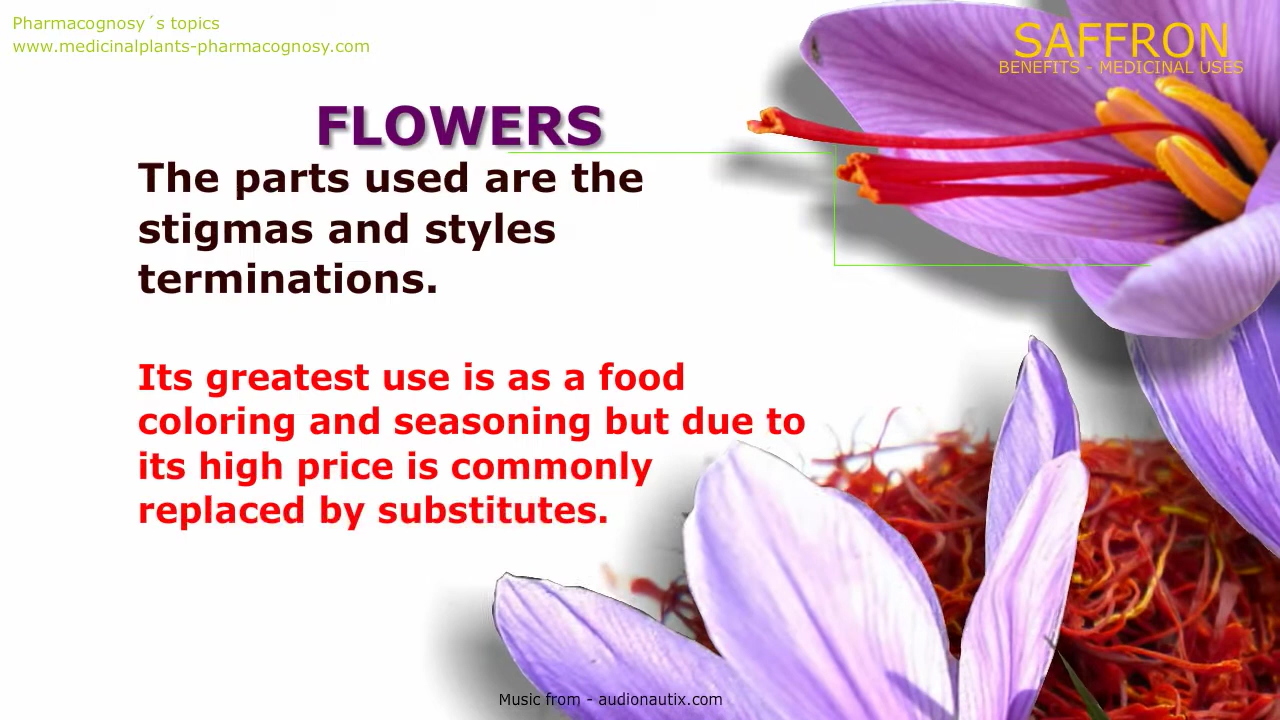 Pharmacognosy´s topics
www.medicinalplants-pharmacognosy.com
SAFFRON
BENEFITS - MEDICINAL USES
FLOWERS
The parts used are the
stigmas and styles
terminations.
Its greatest use is as a food
coloring and seasoning but due to
its high price is commonly
replaced by substitutes.
Music from - audionautix.com